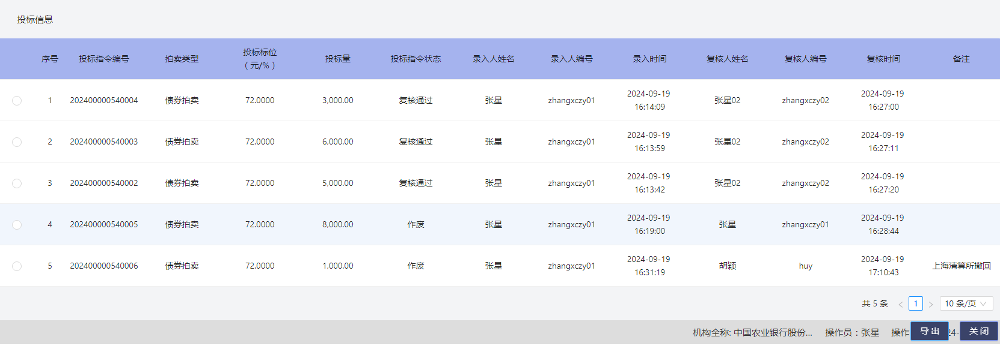 投标信息
序号 投标指令编号 拍卖类型 投标标位（元/%） 投标量 投标指令状态 录入人姓名 录入人编号 录入时间 复核人姓名 复核人编号 复核时间 备注
1 202400000540004 债券拍卖 72.0000 3,000.00 复核通过 张星 zhangxczy01 2024-09-19 16:14:09 张星02 zhangxczy02 2024-09-19 16:27:00
2 202400000540003 债券拍卖 72.0000 6,000.00 复核通过 张星 zhangxczy01 2024-09-19 16:13:59 张星02 zhangxczy02 2024-09-19 16:27:11
3 202400000540002 债券拍卖 72.0000 5,000.00 复核通过 张星 zhangxczy01 2024-09-19 16:13:42 张星02 zhangxczy02 2024-09-19 16:27:20
4 202400000540005 债券拍卖 72.0000 8,000.00 作废 张星 zhangxczy01 2024-09-19 16:19:00 张星 zhangxczy01 2024-09-19 16:28:44
5 202400000540006 债券拍卖 72.0000 1,000.00 作废 张星 zhangxczy01 2024-09-19 16:31:19 胡颖 huy 2024-09-19 17:10:43 上海清算所撤回
共 5 条 < 1 > 10 条/页
机构全称: 中国农业银行股份... 操作员：张星 操作 导出 24- 关闭